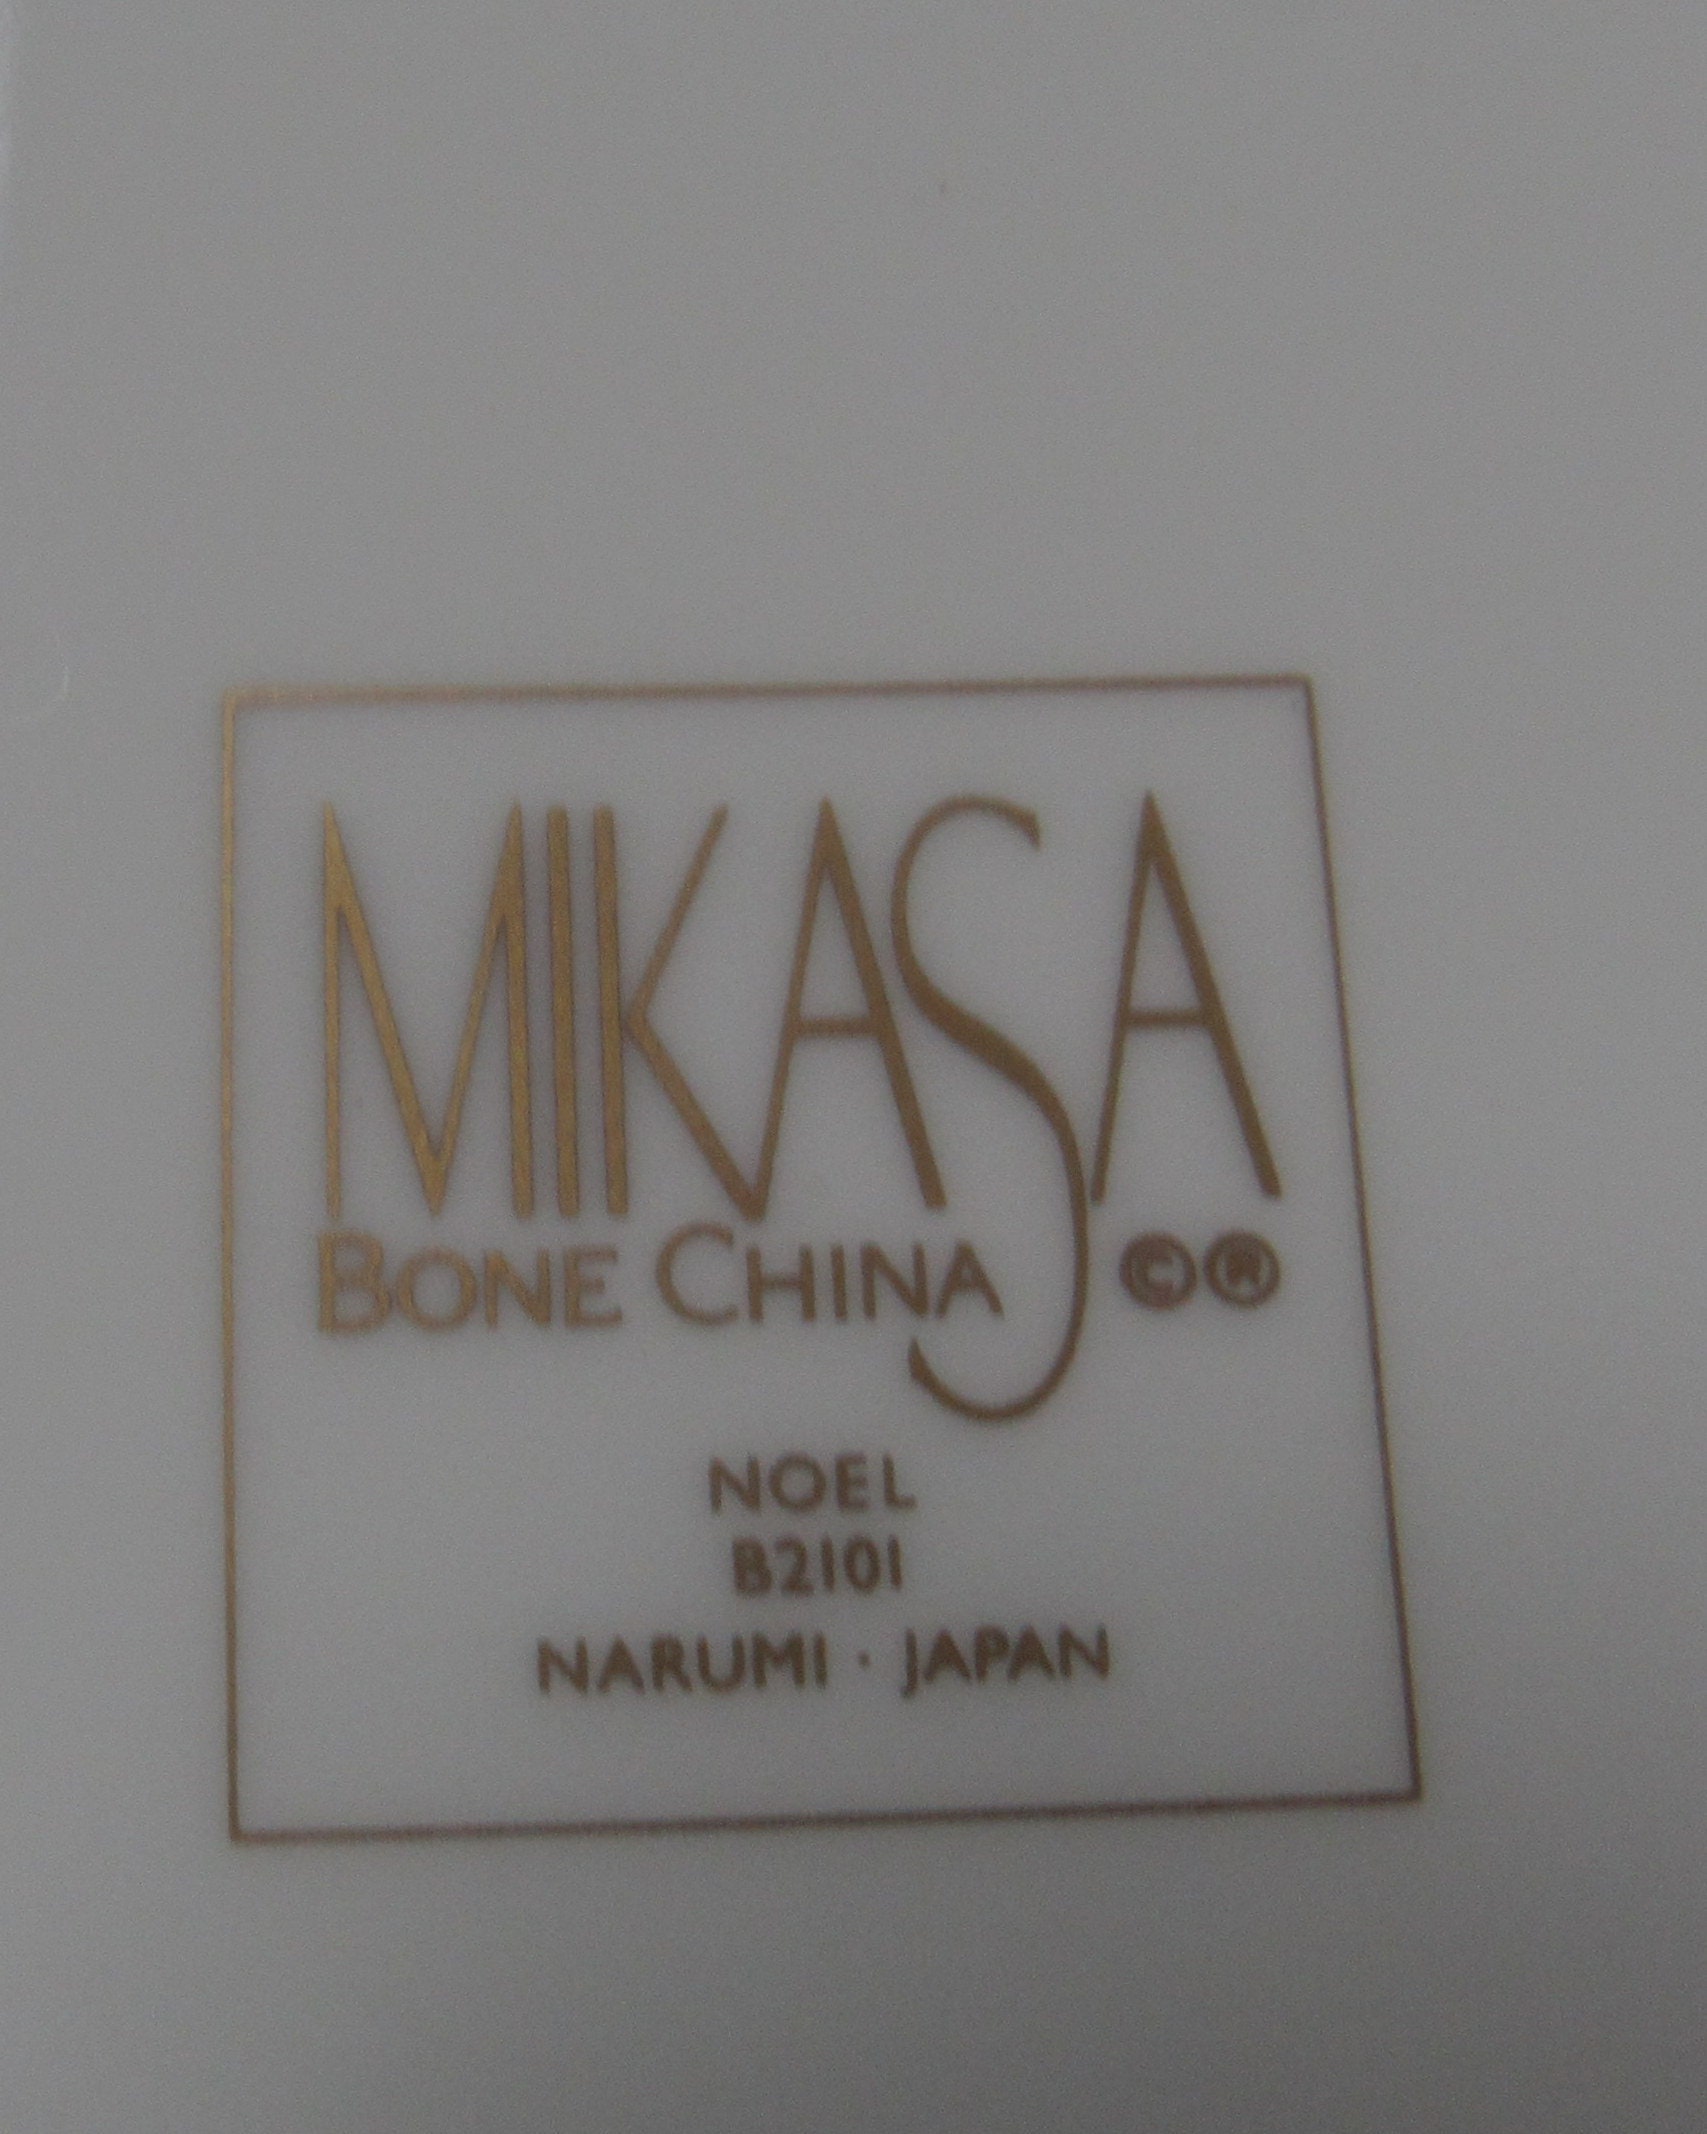 MIKASA
BONE CHINA ©®
NOEL
B2101
NARUMI · JAPAN